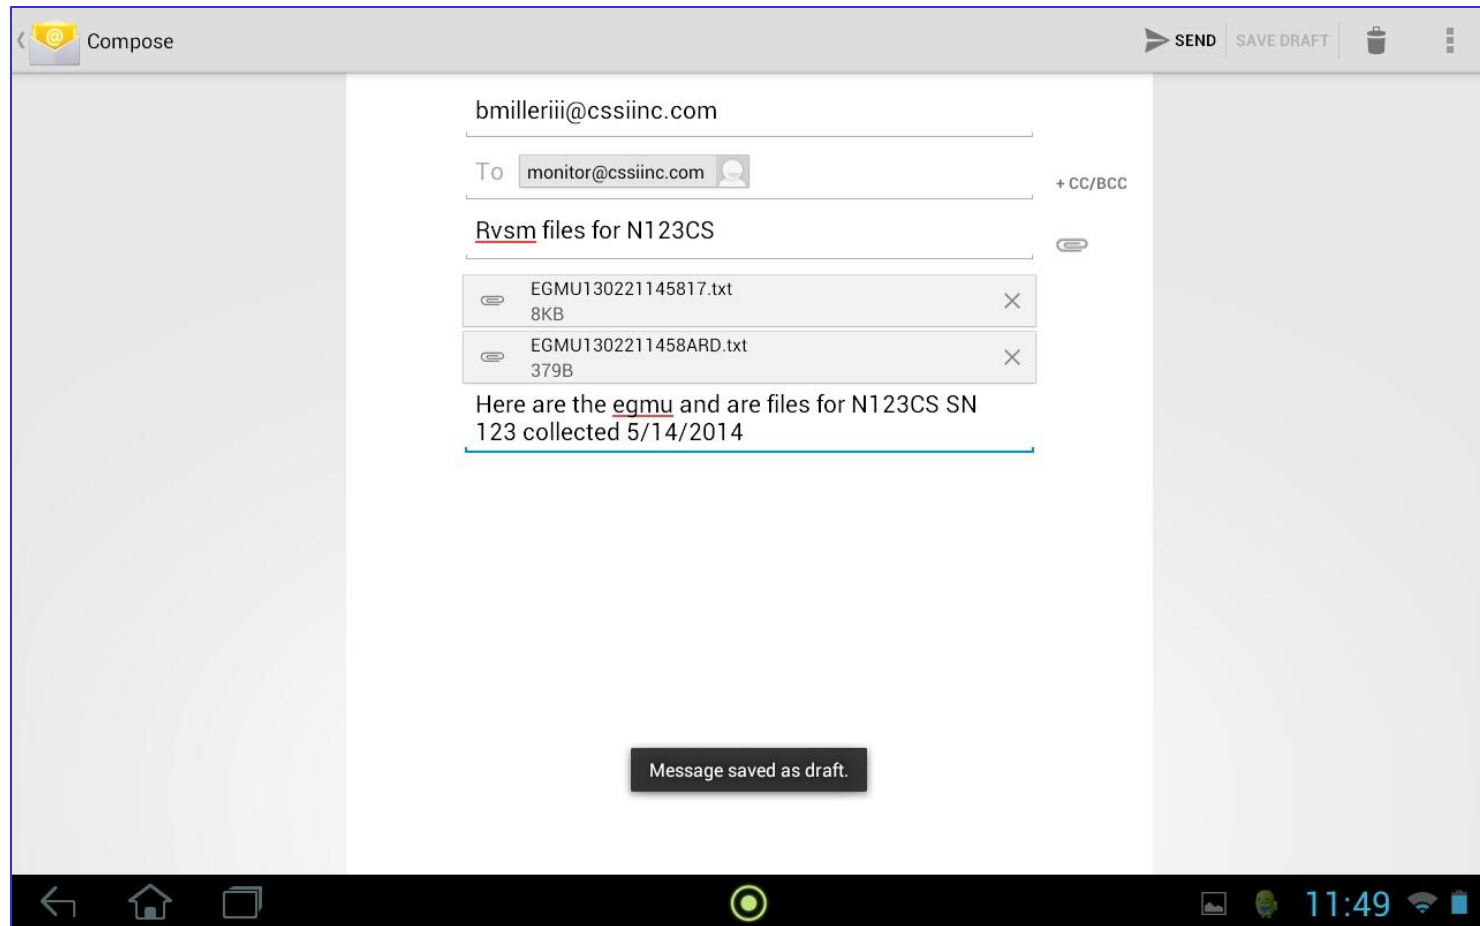 Compose
SEND SAVE DRAFT
bmilleriii@cssiinc.com
To monitor@cssiinc.com
+ CC/BCC
Rvsm files for N123CS
EGMU130221145817.txt
8KB
EGMU1302211458ARD.txt
379B
Here are the egmu and are files for N123CS SN
123 collected 5/14/2014
Message saved as draft.
11:49